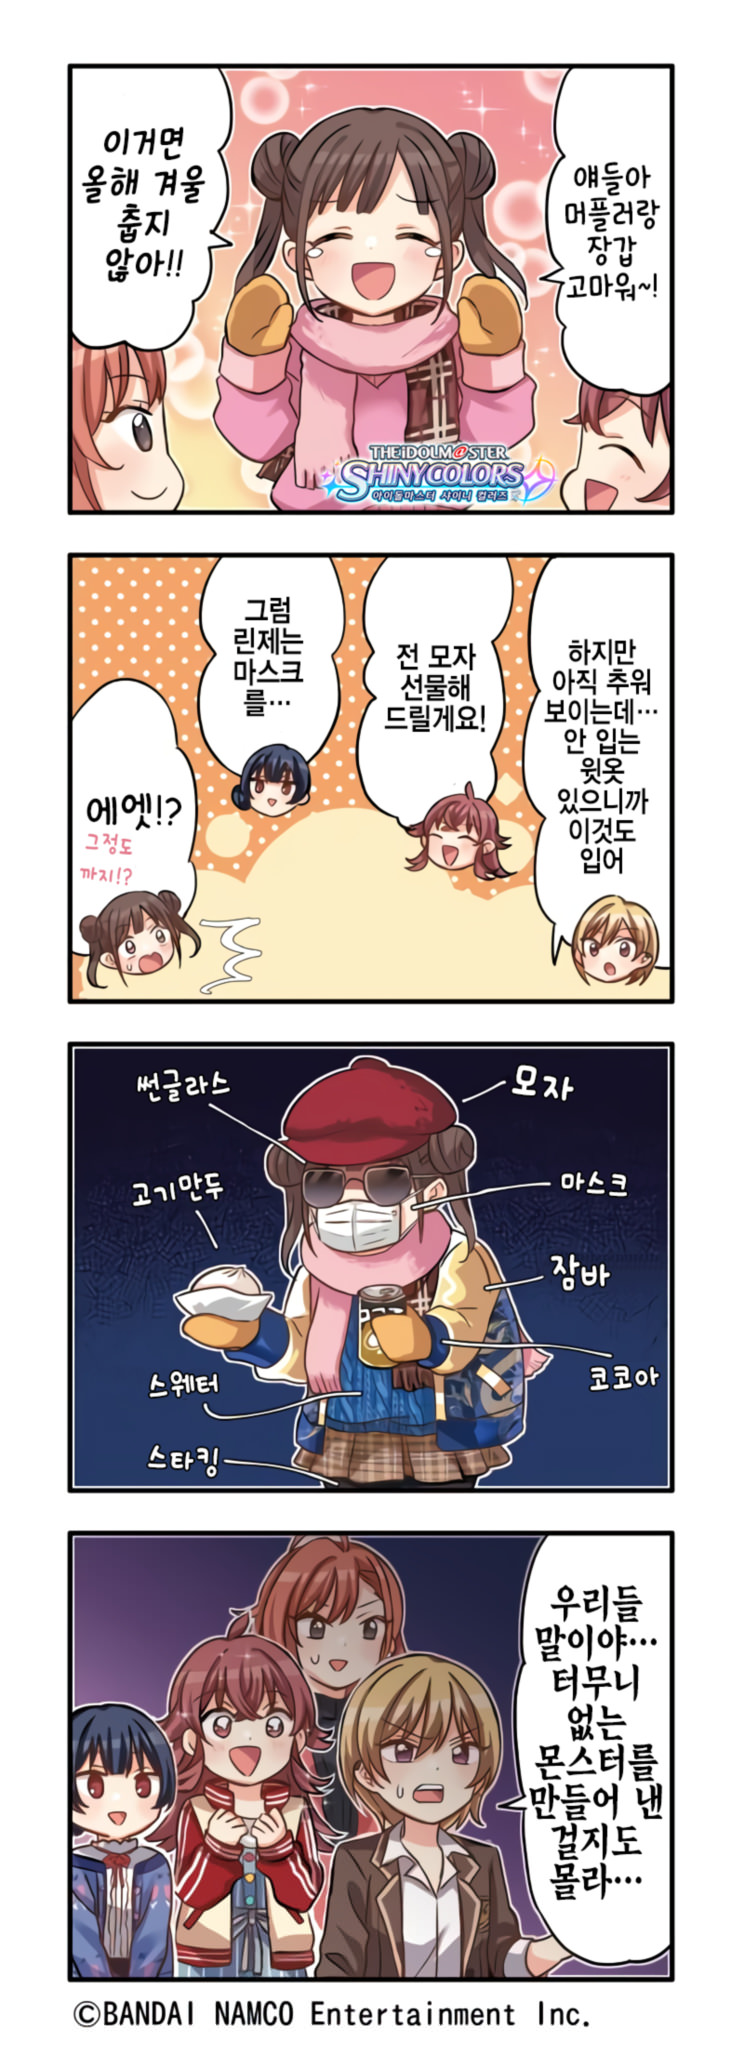 얘들아
머플러랑
장갑
고마워~!
이거면
올해 겨울
춥지
않아!!
THE iDOLM@STER
SHINY COLORS
아이돌마스터 샤이니 컬러즈
하지만
아직 추워
보이는데…
안 입는
윗옷
있으니까
이것도
입어
전 모자
선물해
드릴게요!
그럼
린제는
마스크
를…
에엣!?
그정도
까지!?
썬글라스
모자
고기만두
마스크
잠바
스웨터
코코아
스타킹
우리들
말이야…
터무니
없는
몬스터를
만들어 낸
걸지도
몰라…
©BANDAI NAMCO Entertainment Inc.